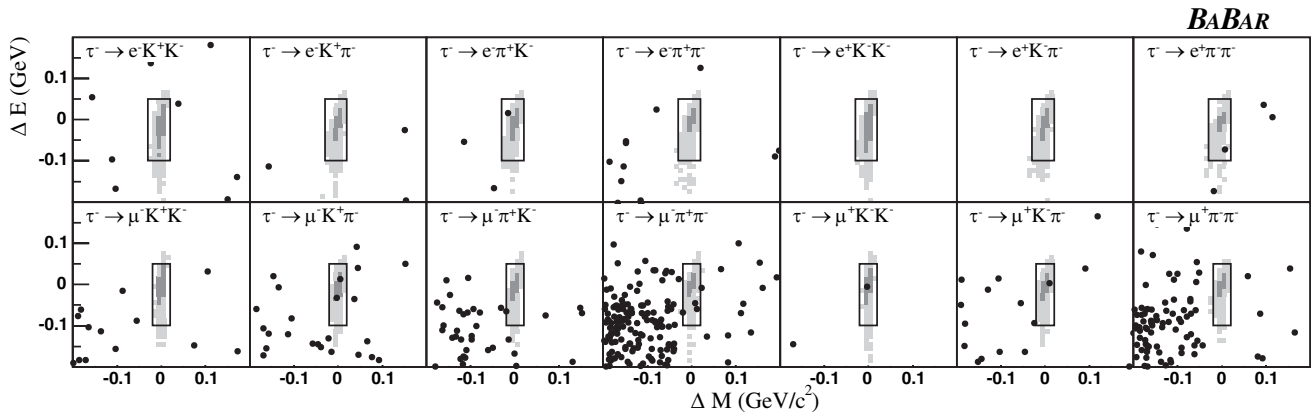 BABAR
τ⁻ → e⁻K⁺K⁻ τ⁻ → e⁻K⁺π⁻ τ⁻ → e⁻π⁺K⁻ τ⁻ → e⁻π⁺π⁻ τ⁻ → e⁺K⁻K⁻ τ⁻ → e⁺K⁻π⁻ τ⁻ → e⁺π⁻π⁻
Δ E (GeV)
0.1
0
-0.1
τ⁻ → μ⁻K⁺K⁻ τ⁻ → μ⁻K⁺π⁻ τ⁻ → μ⁻π⁺K⁻ τ⁻ → μ⁻π⁺π⁻ τ⁻ → μ⁺K⁻K⁻ τ⁻ → μ⁺K⁻π⁻ τ⁻ → μ⁺π⁻π⁻
0.1
0
-0.1
-0.1 0 0.1 -0.1 0 0.1 -0.1 0 0.1 -0.1 0 0.1 -0.1 0 0.1 -0.1 0 0.1 -0.1 0 0.1
Δ M (GeV/c²)